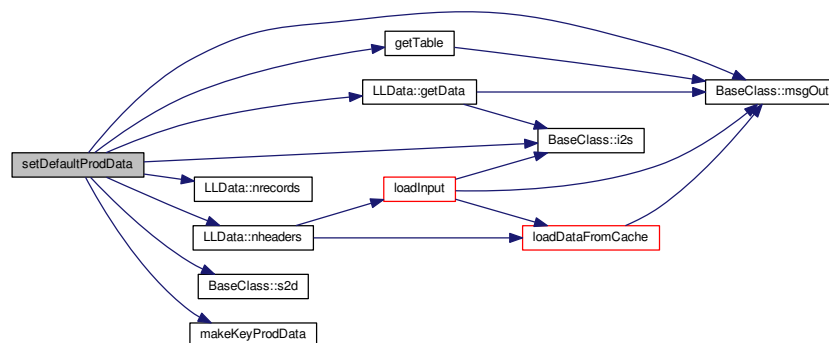 getTable
LLData::getData
BaseClass::msgOut
BaseClass::i2s
setDefaultProdData
LLData::nrecords
loadInput
LLData::nheaders
loadDataFromCache
BaseClass::s2d
makeKeyProdData